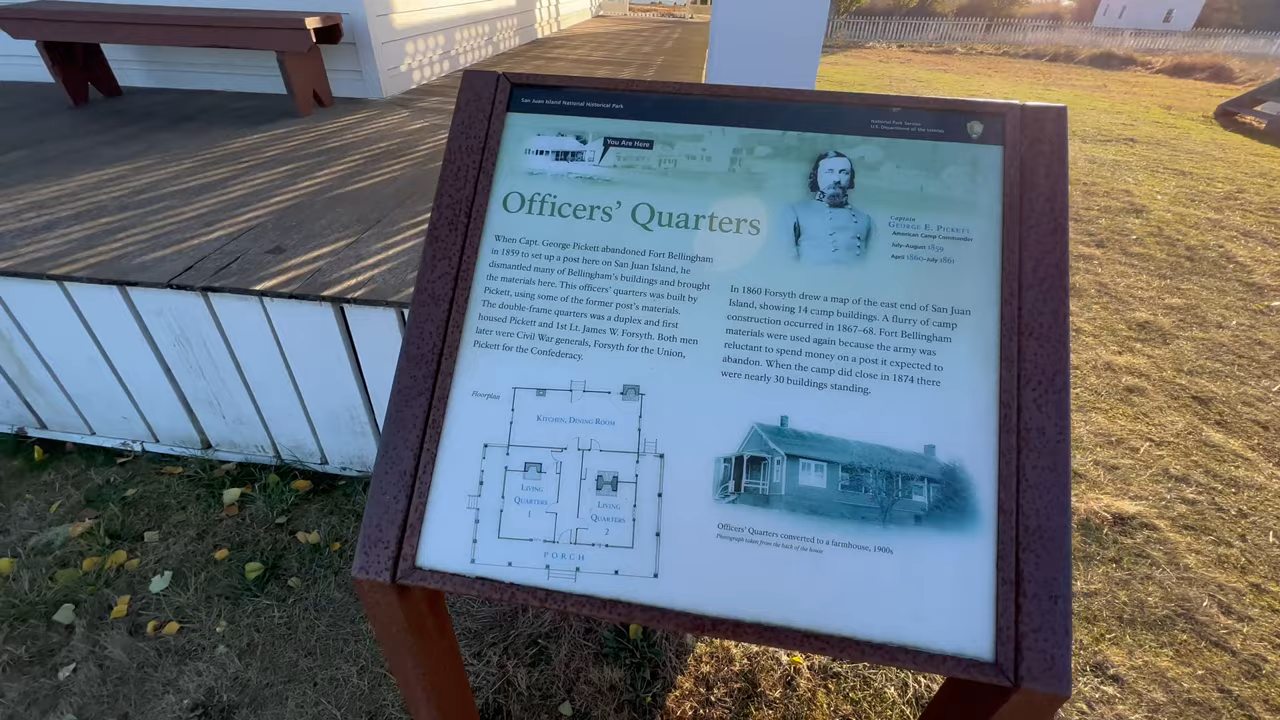 San Juan Island National Historical Park
National Park Service
U.S. Department of the Interior
You Are Here
Officers' Quarters
Captain
George E. Pickett
American Camp Commander
July–August 1859
April 1860–July 1861
When Capt. George Pickett abandoned Fort Bellingham
in 1859 to set up a post here on San Juan Island, he
dismantled many of Bellingham's buildings and brought
the materials here. This officers' quarters was built by
Pickett, using some of the former post's materials.
The double-frame quarters was a duplex and first
housed Pickett and 1st Lt. James W. Forsyth. Both men
later were Civil War generals, Forsyth for the Union,
Pickett for the Confederacy.
In 1860 Forsyth drew a map of the east end of San Juan
Island, showing 14 camp buildings. A flurry of camp
construction occurred in 1867–68. Fort Bellingham
materials were used again because the army was
reluctant to spend money on a post it expected to
abandon. When the camp did close in 1874 there
were nearly 30 buildings standing.
Floorplan
Kitchen, Dining Room
Living
Quarters
1
Living
Quarters
2
Porch
Officers' Quarters converted to a farmhouse, 1900s
Photograph taken from the back of the house